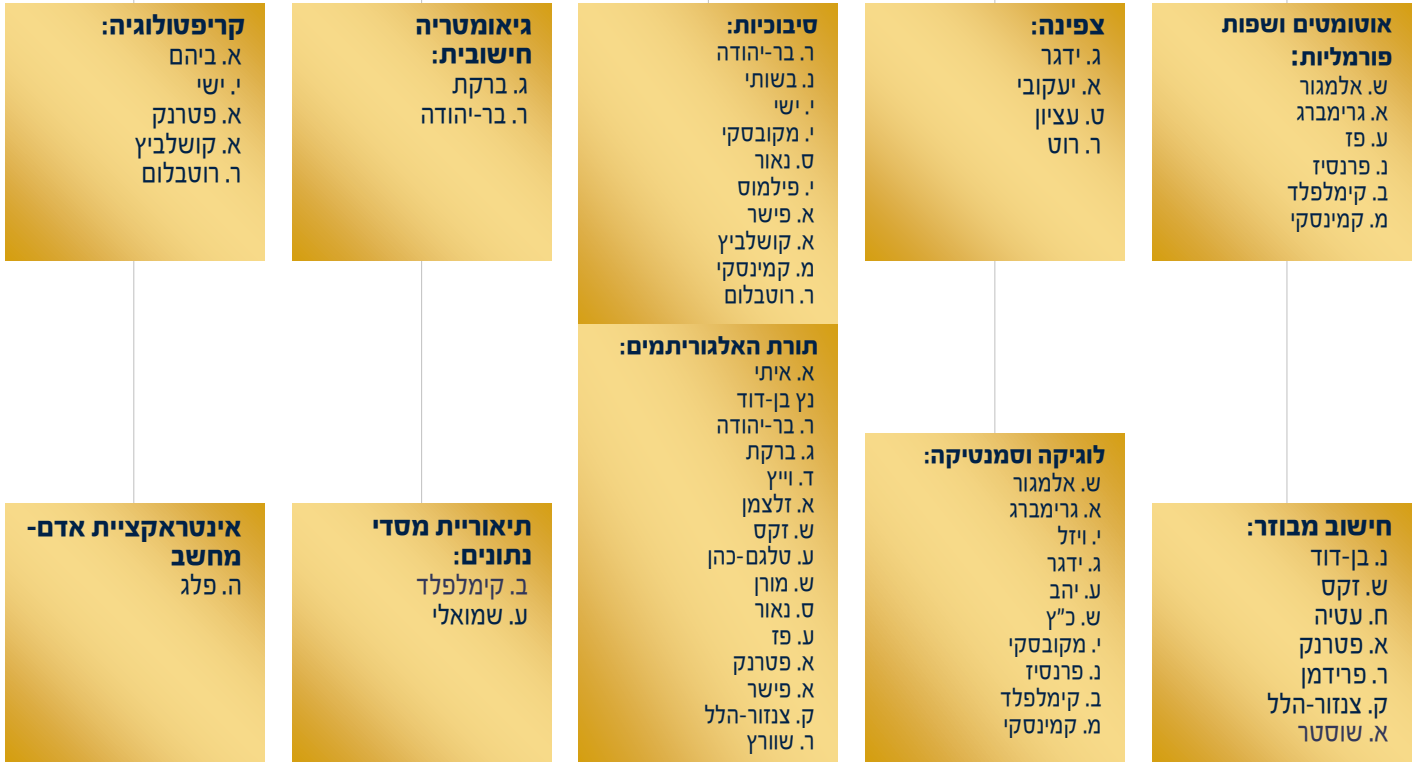 אוטומטים ושפות
פורמליות:
ש. אלמגור
א. גרימברג
ע. פז
נ. פרנסיז
ב. קימלפלד
מ. קמינסקי
צפינה:
ג. ידגר
א. יעקובי
ט. עציון
ר. רוט
סיבוכיות:
ר. בר-יהודה
נ. בשותי
י. ישי
י. מקובסקי
ס. נאור
י. פילמוס
א. פישר
א. קושלביץ
מ. קמינסקי
ר. רוטבלום
גיאומטריה
חישובית:
ג. ברקת
ר. בר-יהודה
קריפטולוגיה:
א. ביהם
י. ישי
א. פטרנק
א. קושלביץ
ר. רוטבלום
חישוב מבוזר:
נ. בן-דוד
ש. זקס
ח. עטיה
א. פטרנק
ר. פרידמן
ק. צנזור-הלל
א. שוסטר
לוגיקה וסמנטיקה:
ש. אלמגור
א. גרימברג
י. ויזל
ג. ידגר
ע. יהב
ש. כ"ץ
י. מקובסקי
נ. פרנסיז
ב. קימלפלד
מ. קמינסקי
תורת האלגוריתמים:
א. איתי
נץ בן-דוד
ר. בר-יהודה
ג. ברקת
ד. וייץ
א. זלצמן
ש. זקס
ע. טלגם-כהן
ש. מורן
ס. נאור
ע. פז
א. פטרנק
א. פישר
ק. צנזור-הלל
ר. שוורץ
תיאוריית מסדי
נתונים:
ב. קימלפלד
ע. שמואלי
אינטראקציית אדם-
מחשב
ה. פלג